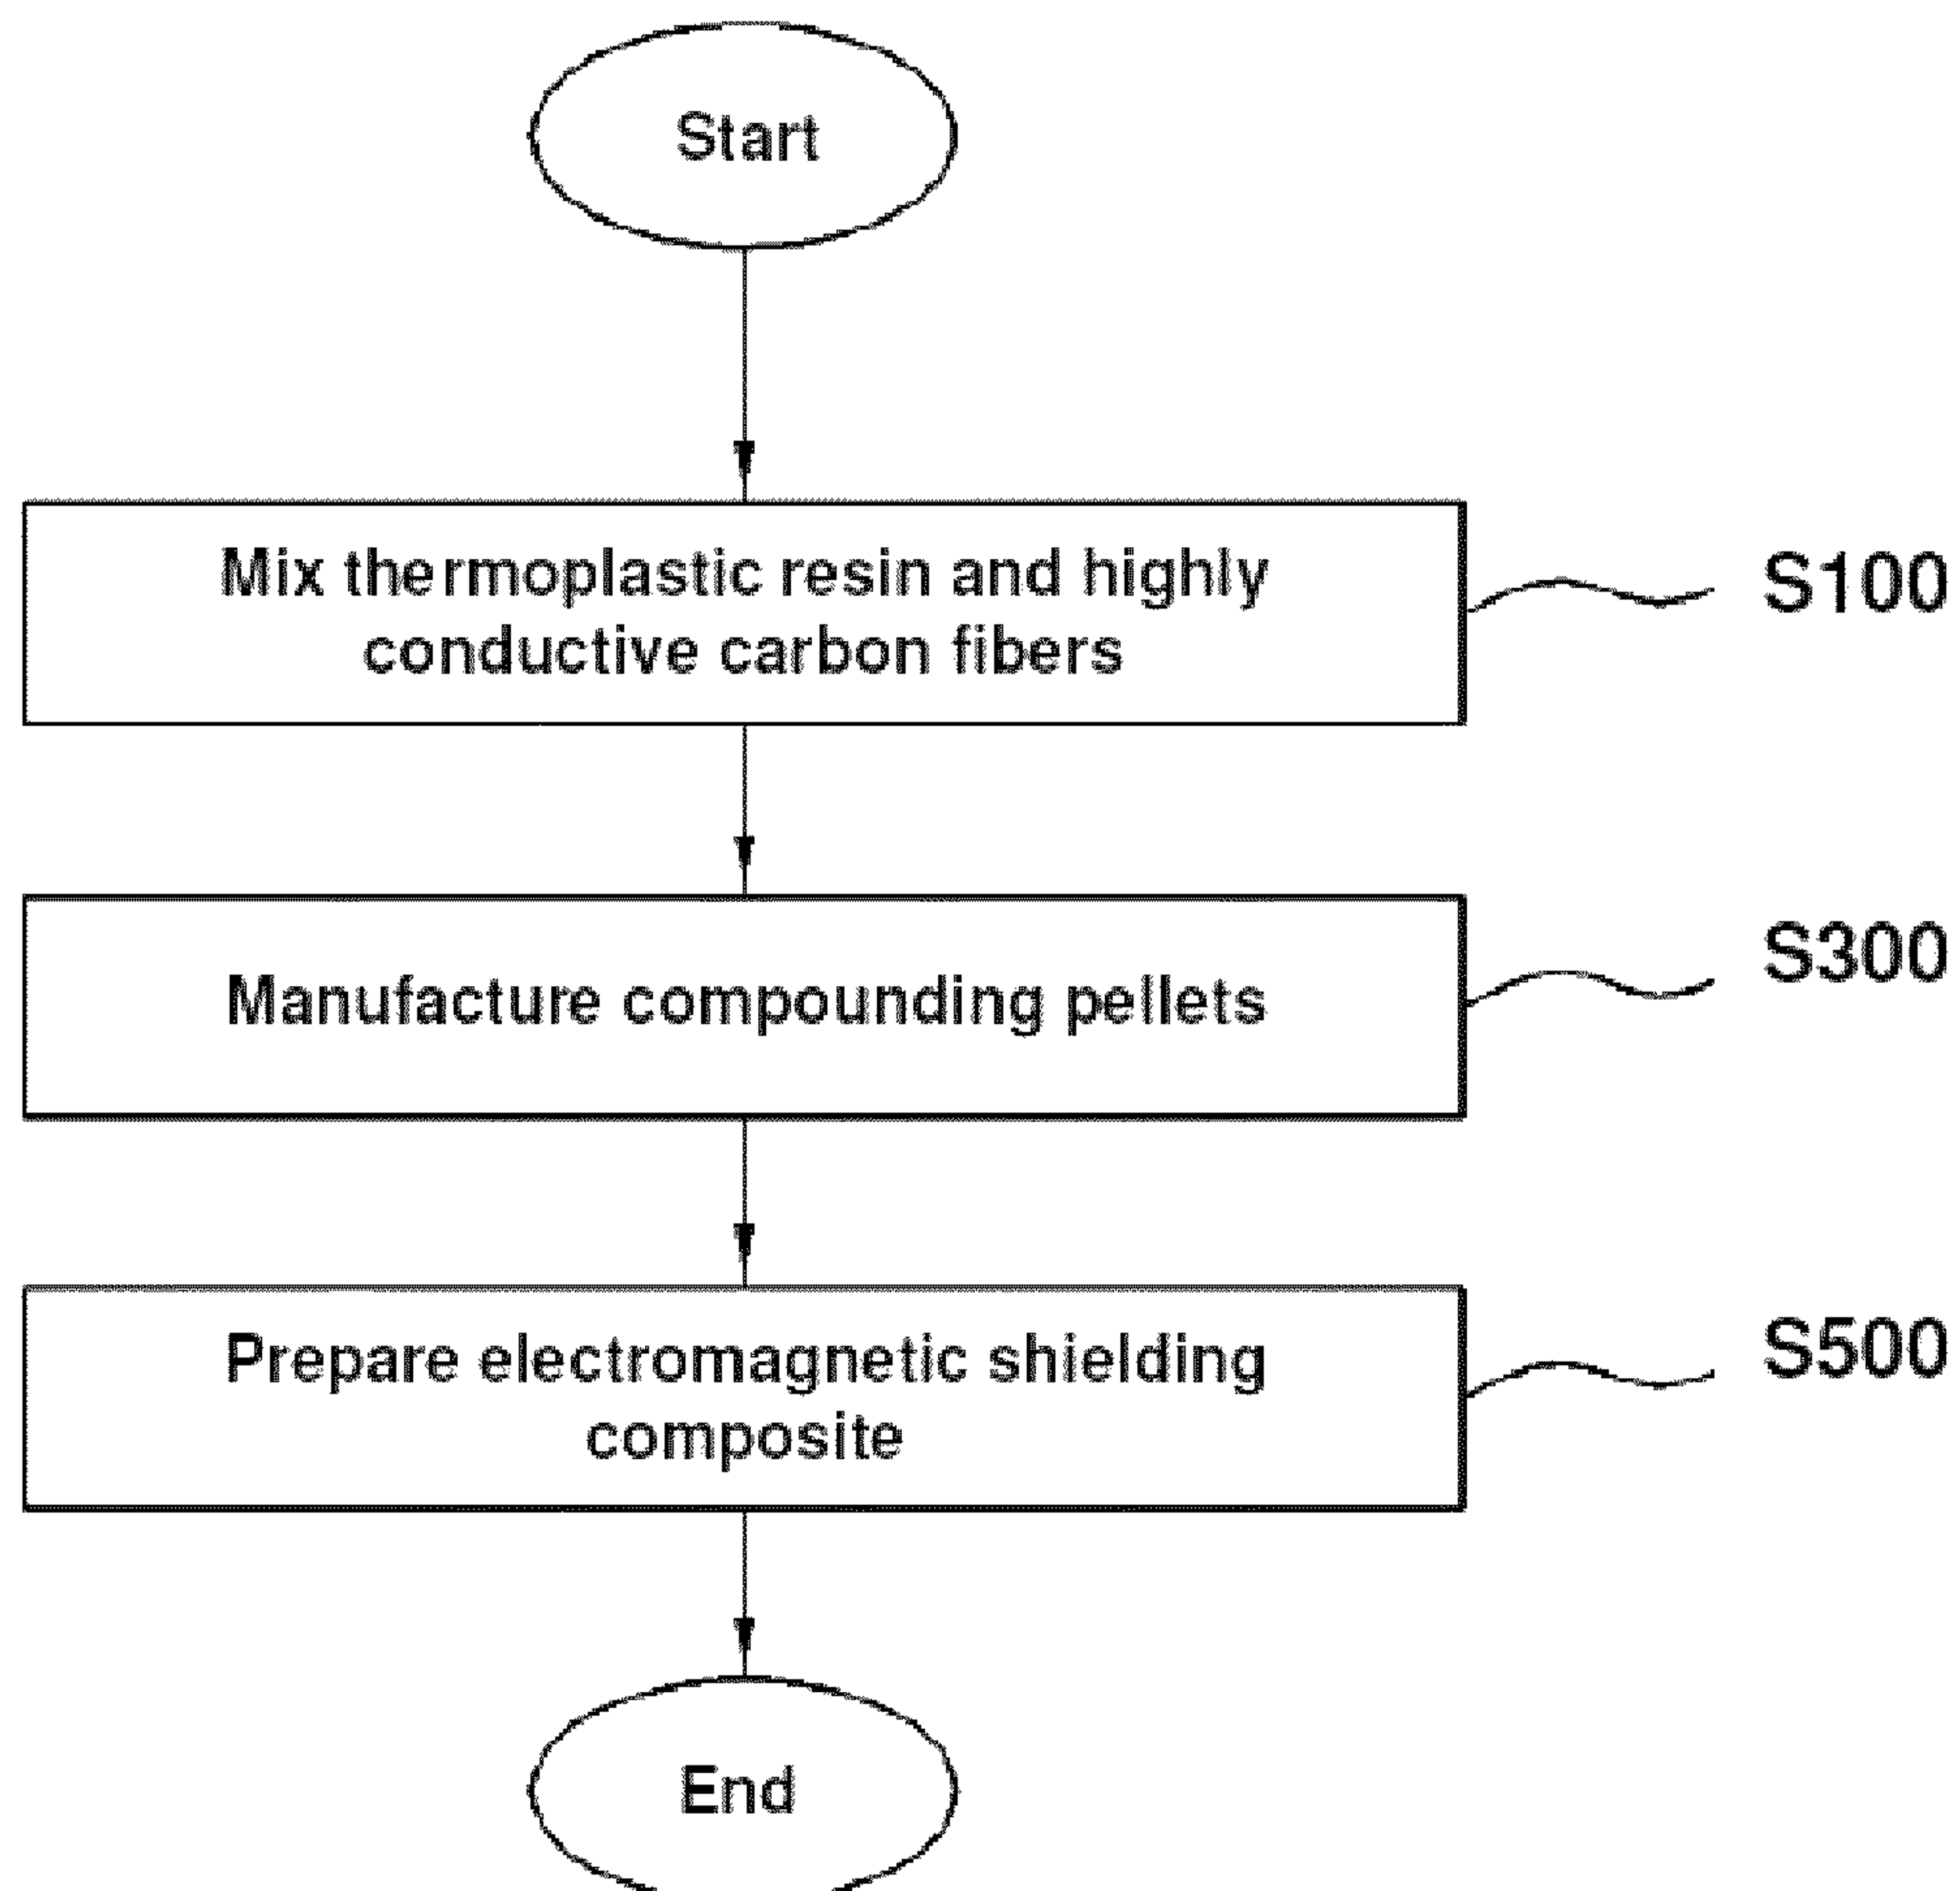 Start
Mix thermoplastic resin and highly
conductive carbon fibers
S100
Manufacture compounding pellets
S300
Prepare electromagnetic shielding
composite
S500
End